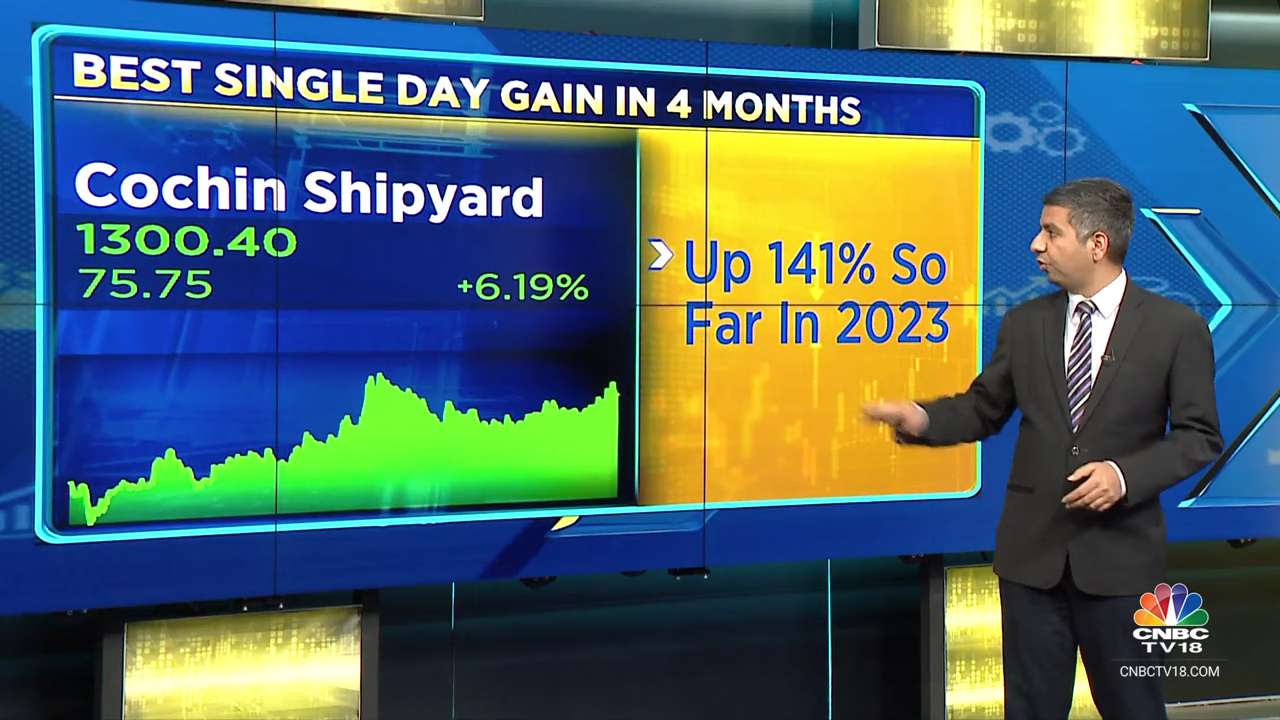 BEST SINGLE DAY GAIN IN 4 MONTHS
Cochin Shipyard
1300.40
75.75 +6.19%
Up 141% So
Far In 2023
CNBC
TV18
CNBCTV18.COM